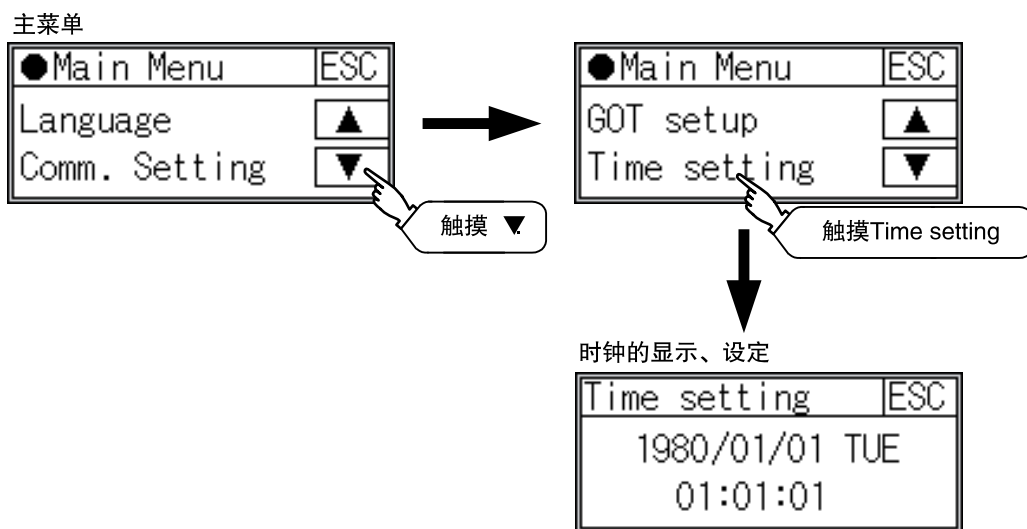 主菜单
●Main Menu ESC
Language ▲
Comm. Setting ▼
触摸 ▼.
●Main Menu ESC
GOT setup ▲
Time setting ▼
触摸Time setting
时钟的显示、设定
Time setting ESC
1980/01/01 TUE
01:01:01